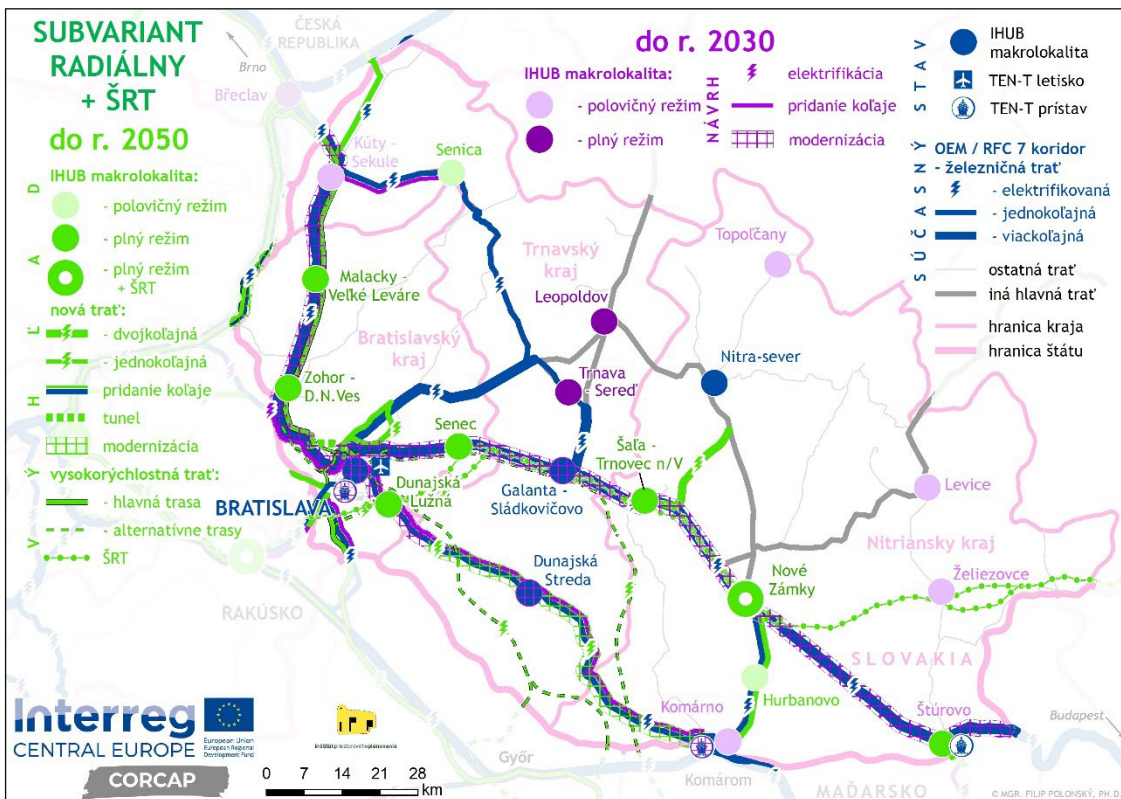 SUBVARIANT
RADIÁLNY
+ ŠRT
do r. 2050
IHUB makrolokalita:
- polovičný režim
- plný režim
- plný režim
+ ŠRT
nová trať:
- dvojkoľajná
- jednokoľajná
pridanie koľaje
tunel
modernizácia
vysokorýchlostná trať:
- hlavná trasa
- alternatívne trasy
ŠRT
VÝHĽAD
do r. 2030
IHUB makrolokalita:
- polovičný režim
- plný režim
NÁVRH
elektrifikácia
pridanie koľaje
modernizácia
SÚČASNÝ STAV
IHUB
makrolokalita
TEN-T letisko
TEN-T prístav
OEM / RFC 7 koridor
- železničná trať
- elektrifikovaná
- jednokoľajná
- viackoľajná
ostatná trať
iná hlavná trať
hranica kraja
hranica štátu
ČESKÁ
REPUBLIKA
Brno
Břeclav
Kúty -
Sekule
Senica
Malacky -
Veľké Leváre
Trnavský
kraj
Leopoldov
Topoľčany
Bratislavský
kraj
Zohor -
D.N.Ves
Trnava
- Sereď
Nitra-sever
Senec
Šaľa -
Trnovec n/V
BRATISLAVA
Dunajská
Lužná
Galanta -
Sládkovičovo
Levice
Nitriansky kraj
Dunajská
Streda
Nové
Zámky
Želiezovce
RAKÚSKO
SLOVAKIA
Hurbanovo
Komárno
Štúrovo
Budapest
Győr
Komárom
MAĎARSKO
Interreg
CENTRAL EUROPE
European Union
European Regional
Development Fund
CORCAP
Inštitút priestorového plánovania
0 7 14 21 28
km
© MGR. FILIP POLONSKÝ, PH.D.